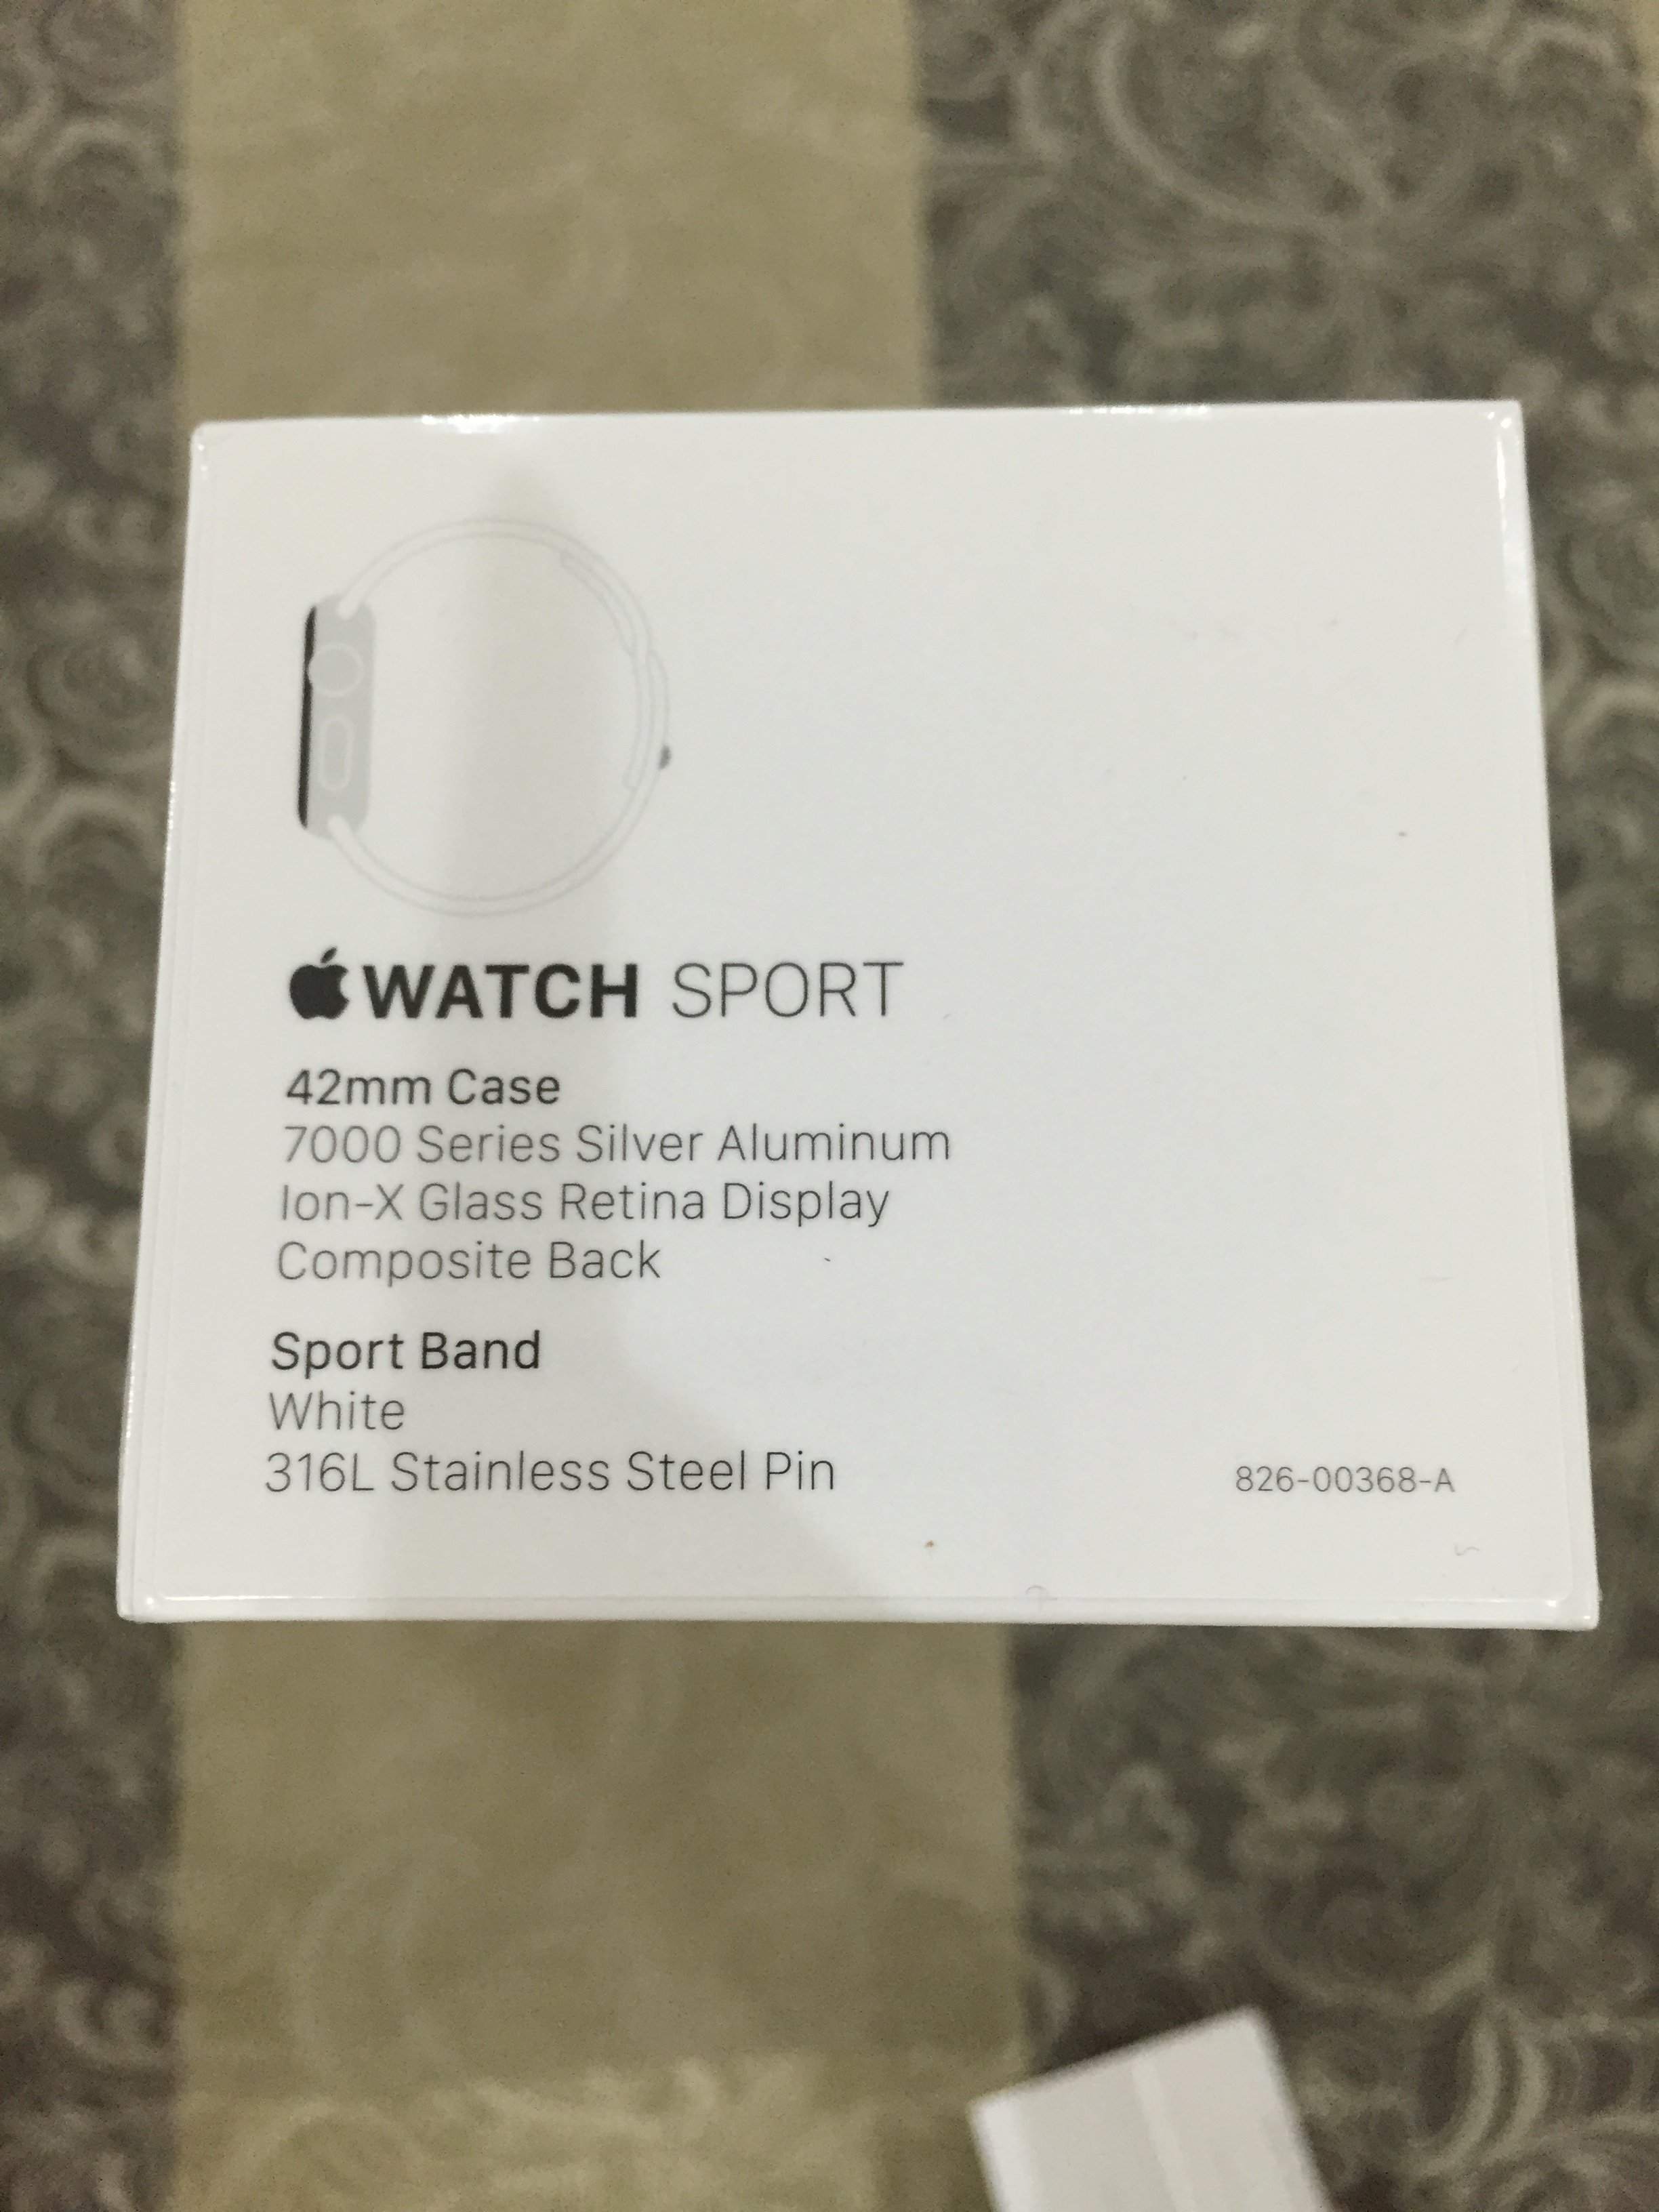 WATCH SPORT
42mm Case
7000 Series Silver Aluminum
Ion-X Glass Retina Display
Composite Back
Sport Band
White
316L Stainless Steel Pin
826-00368-A